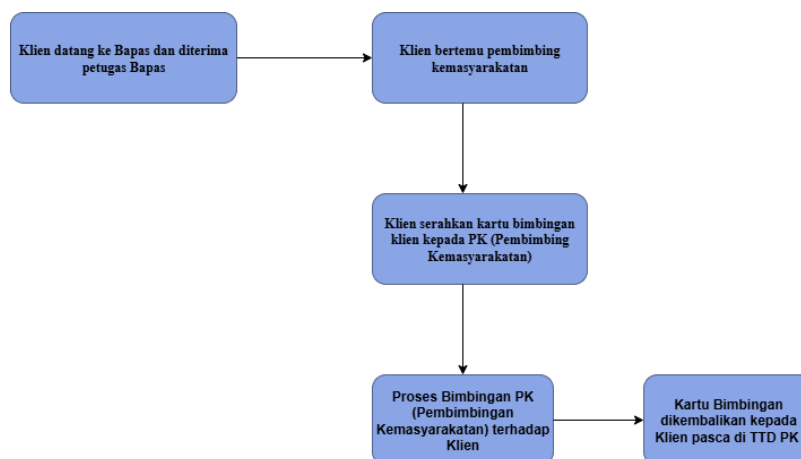 Klien datang ke Bapas dan diterima
petugas Bapas
Klien bertemu pembimbing
kemasyarakatan
Klien serahkan kartu bimbingan
klien kepada PK (Pembimbing
Kemasyarakatan)
Proses Bimbingan PK
(Pembimbingan
Kemasyarakatan) terhadap
Klien
Kartu Bimbingan
dikembalikan kepada
Klien pasca di TTD PK